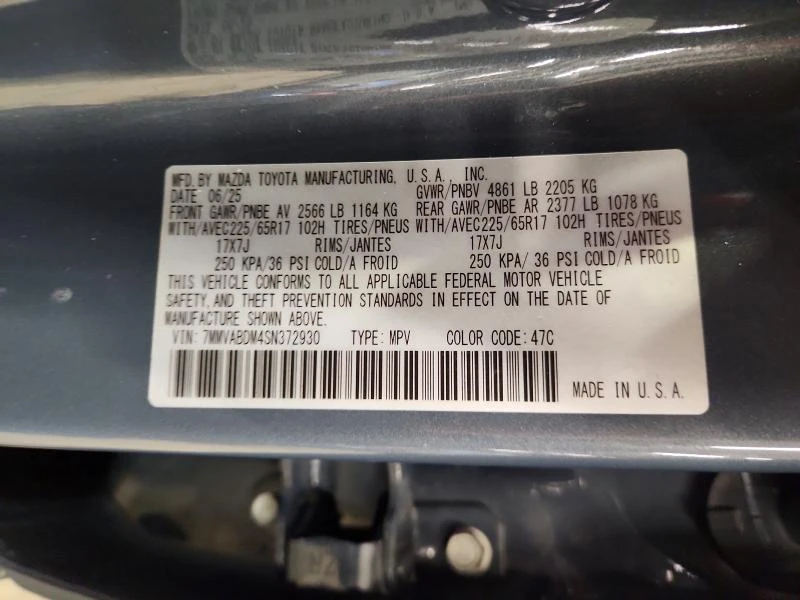 MFD. BY MAZDA TOYOTA MANUFACTURING, U.S.A., INC.
DATE 06/25 GVWR/PNBV 4861 LB 2205 KG
FRONT GAWR/PNBE AV 2566 LB 1164 KG REAR GAWR/PNBE AR 2377 LB 1078 KG
WITH/AVEC225/65R17 102H TIRES/PNEUS WITH/AVEC225/65R17 102H TIRES/PNEUS
17X7J RIMS/JANTES 17X7J RIMS/JANTES
250 KPA/36 PSI COLD/A FROID 250 KPA/ 36 PSI COLD/A FROID
THIS VEHICLE CONFORMS TO ALL APPLICABLE FEDERAL MOTOR VEHICLE
SAFETY, AND THEFT PREVENTION STANDARDS IN EFFECT ON THE DATE OF
MANUFACTURE SHOWN ABOVE.
VIN: 7MMVABDM4SN372930 TYPE: MPV COLOR CODE: 47C
MADE IN U.S.A.